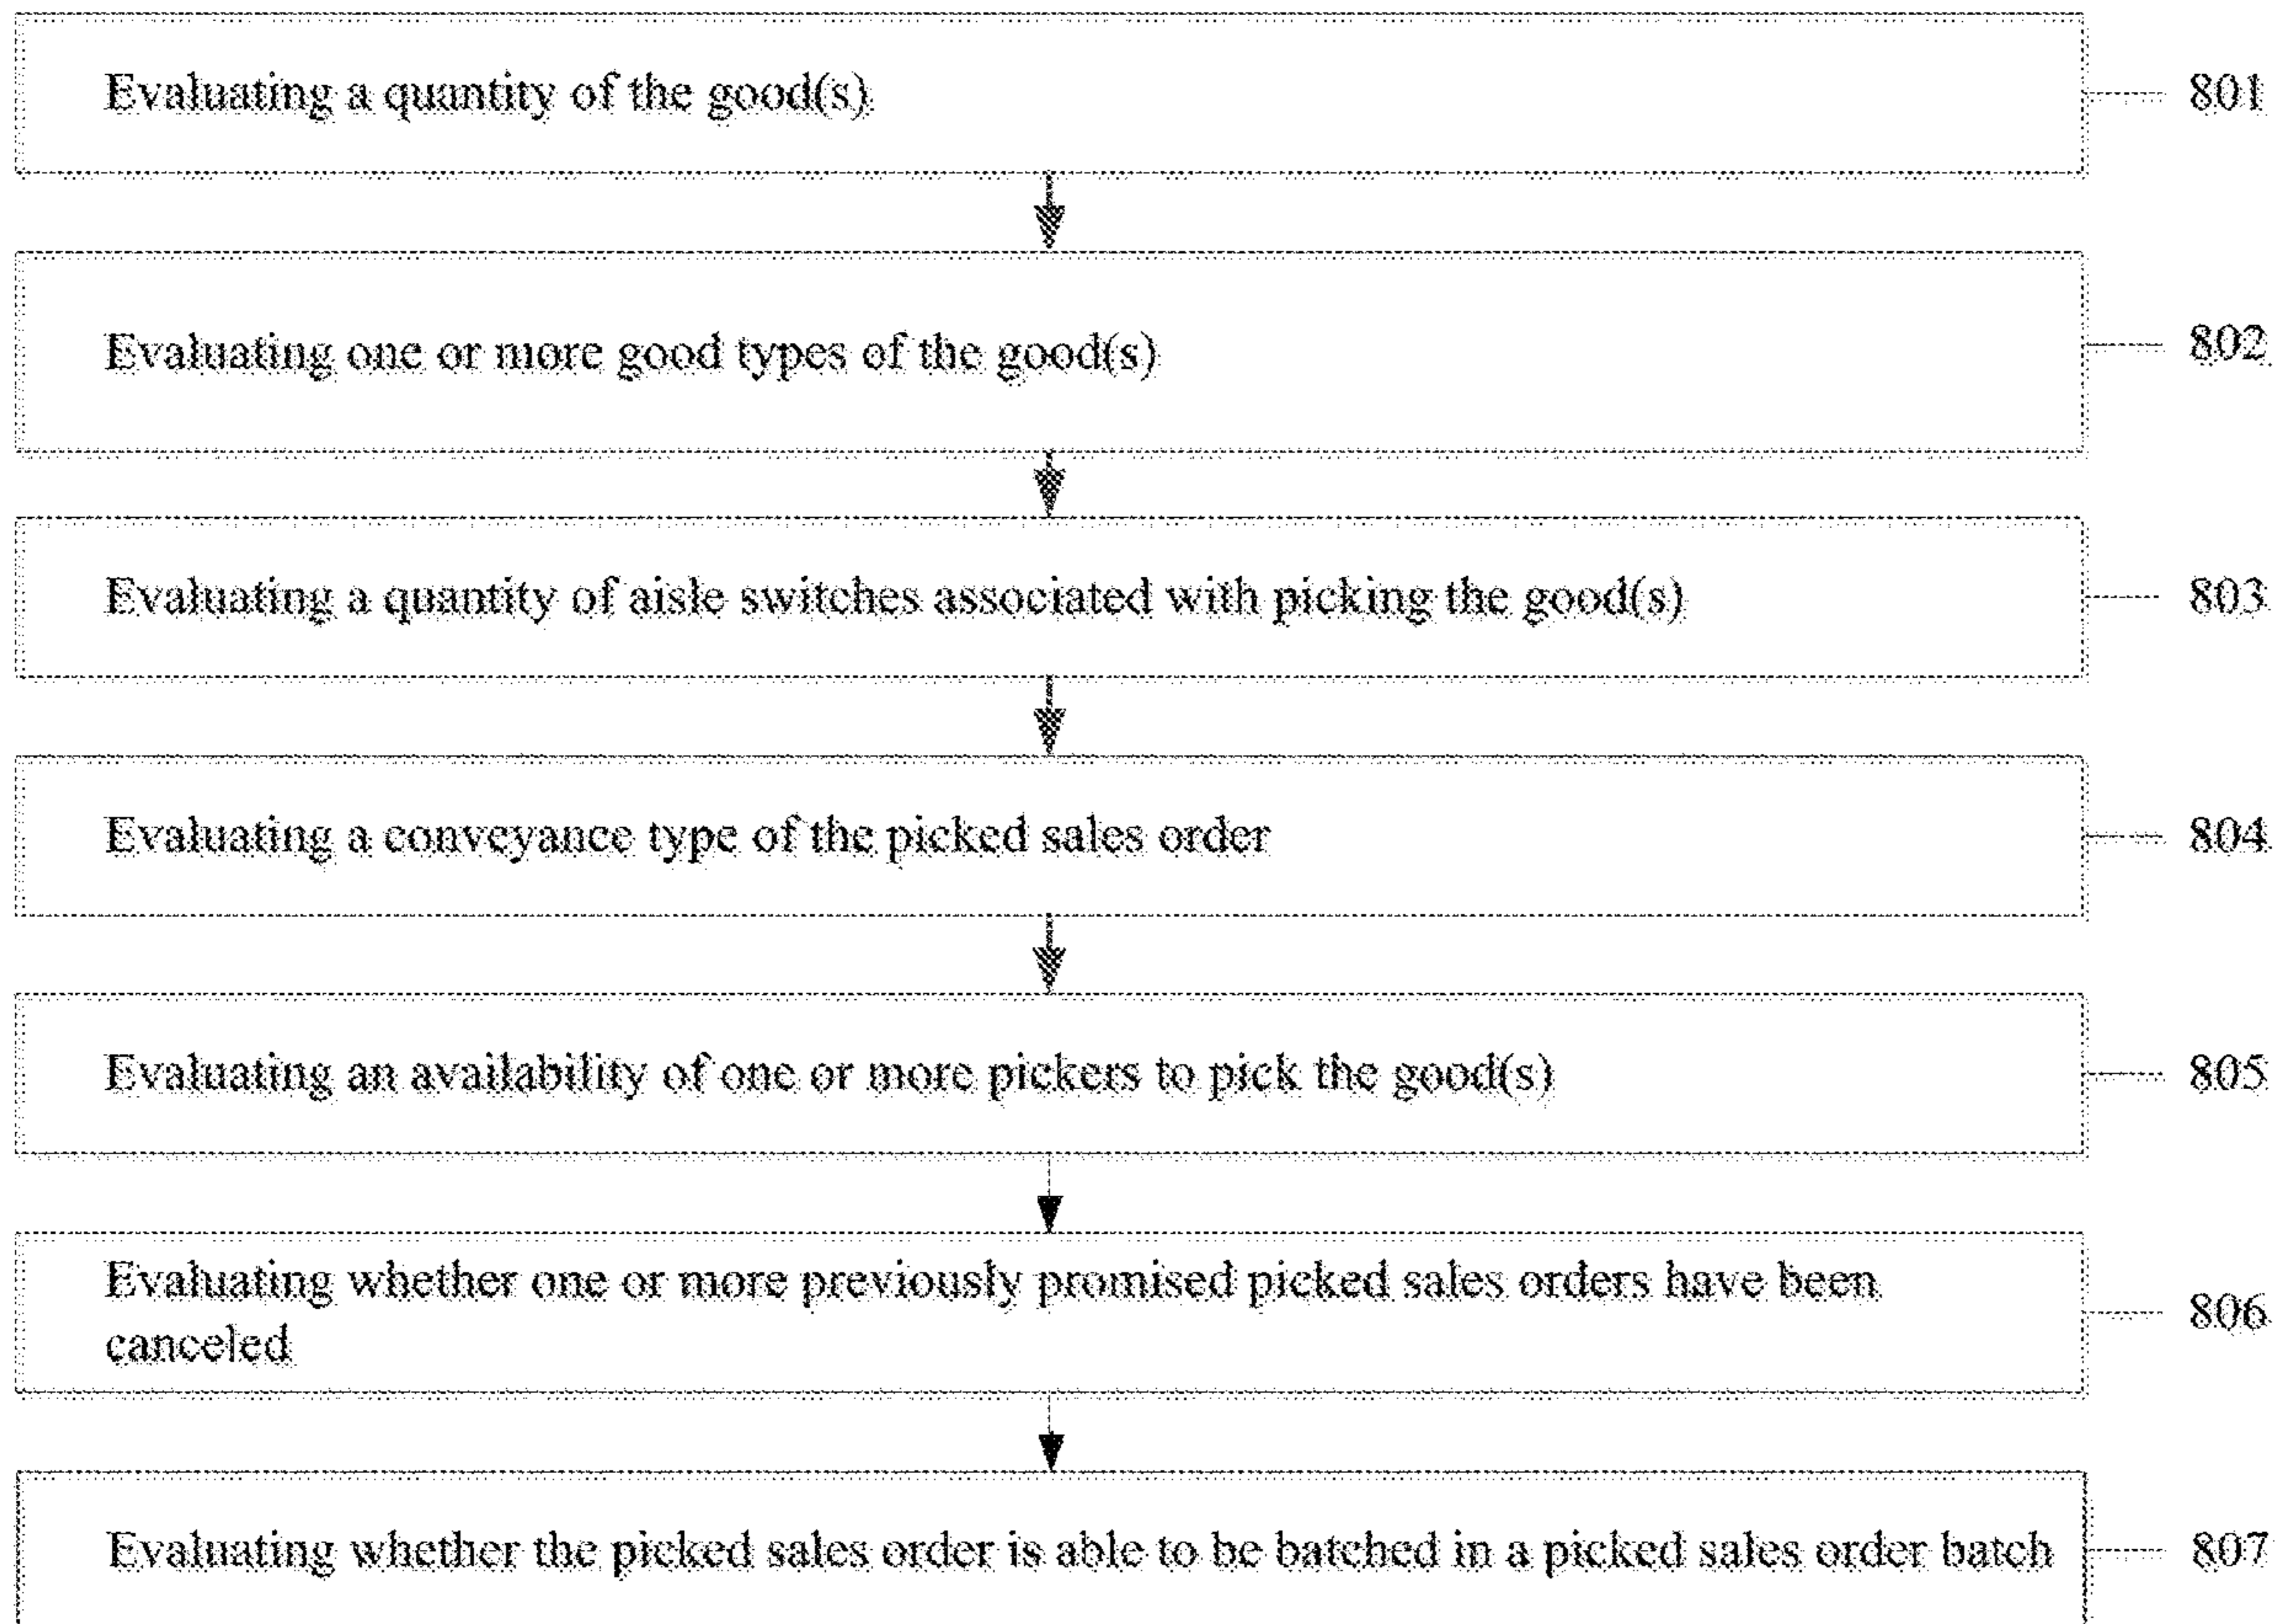 Evaluating a quantity of the good(s)
801
Evaluating one or more good types of the good(s)
802
Evaluating a quantity of aisle switches associated with picking the good(s)
803
Evaluating a conveyance type of the picked sales order
804
Evaluating an availability of one or more pickers to pick the good(s)
805
Evaluating whether one or more previously promised picked sales orders have been
canceled
806
Evaluating whether the picked sales order is able to be batched in a picked sales order batch
807